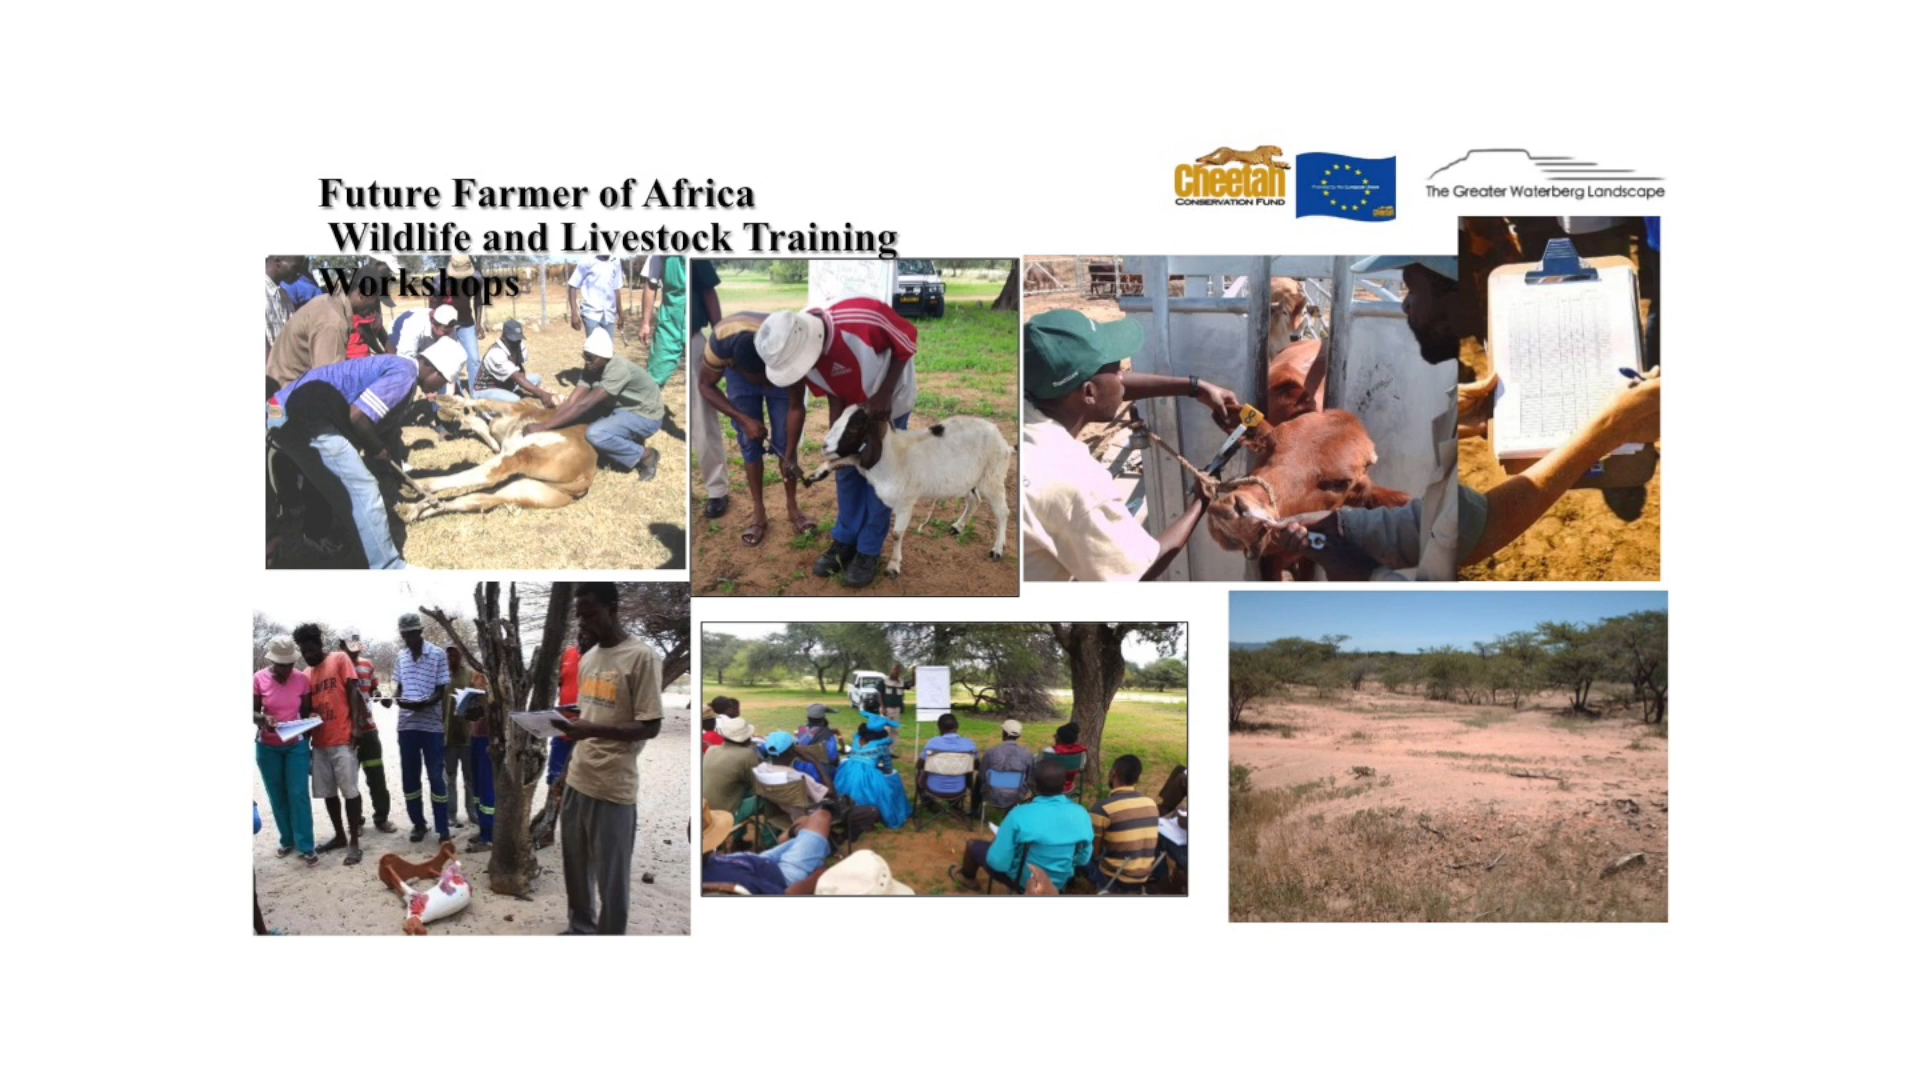 Future Farmer of Africa
Wildlife and Livestock Training
Workshops
Cheetah
CONSERVATION FUND
The Greater Waterberg Landscape